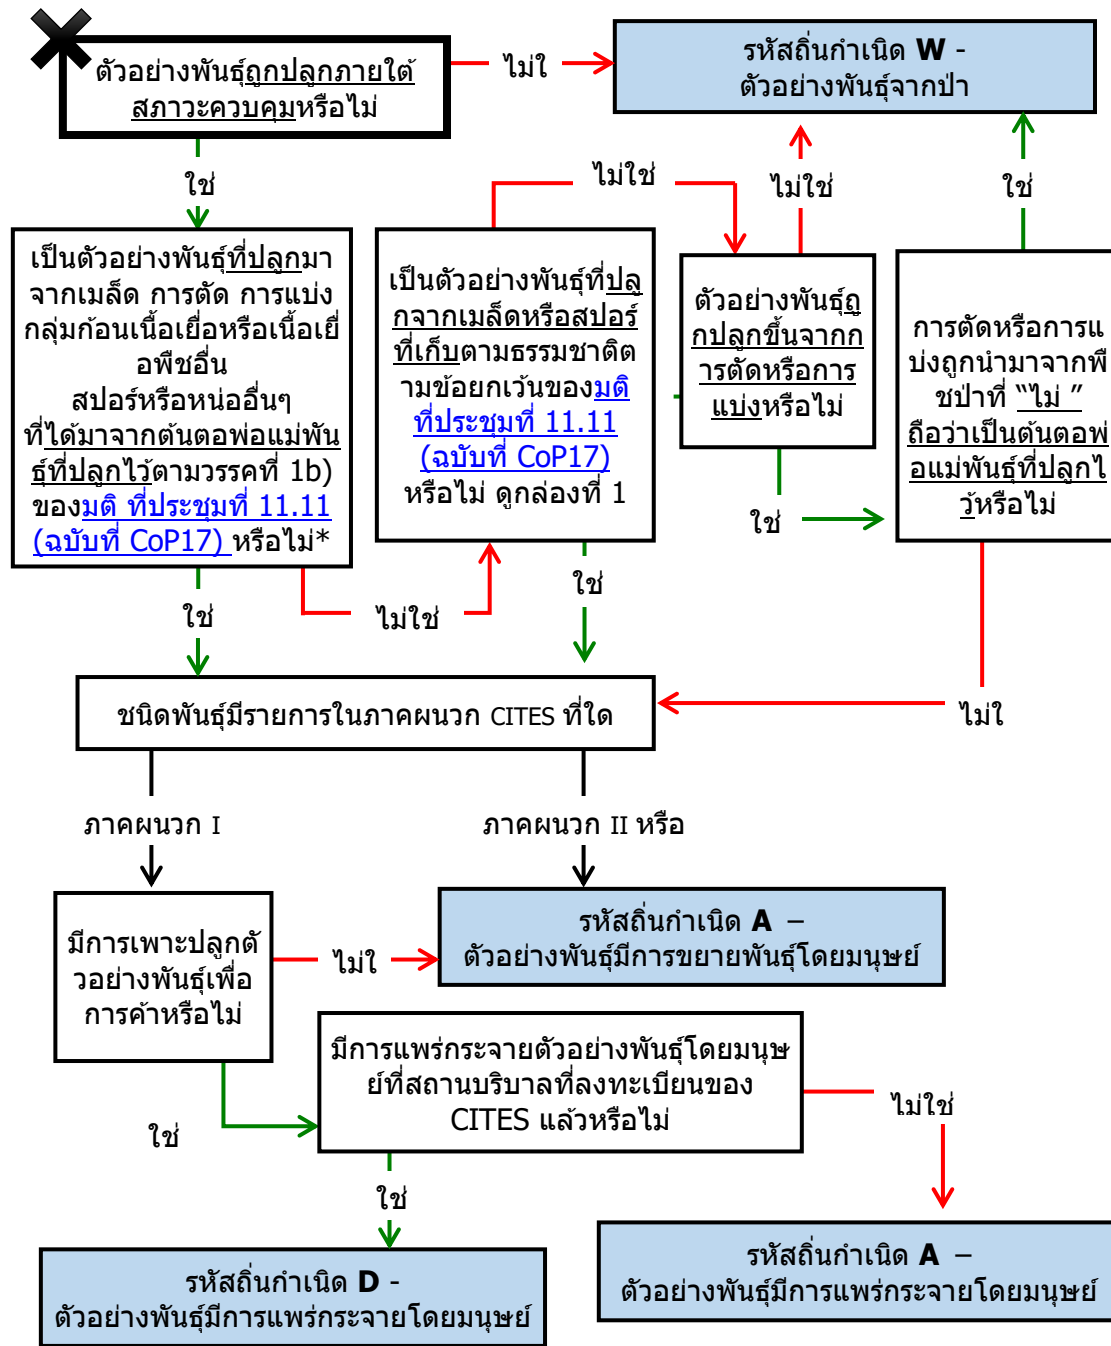 ตัวอย่างพันธุ์ถูกปลูกภายใต้
สภาวะควบคุมหรือไม่
ไม่ใ
รหัสถิ่นกำเนิด W -
ตัวอย่างพันธุ์จากป่า
ใช่
ไม่ใช่
ไม่ใช่
ใช่
เป็นตัวอย่างพันธุ์ที่ปลูกมา
จากเมล็ด การตัด การแบ่ง
กลุ่มก้อนเนื้อเยื่อหรือเนื้อเยื่
อพืชอื่น
สปอร์หรือหน่ออื่นๆ
ที่ได้มาจากต้นตอพ่อแม่พัน
ธุ์ที่ปลูกไว้ตามวรรคที่ 1b)
ของมติ ที่ประชุมที่ 11.11
(ฉบับที่ CoP17) หรือไม่*
เป็นตัวอย่างพันธุ์ที่ปลู
กจากเมล็ดหรือสปอร์
ที่เก็บตามธรรมชาติต
ามข้อยกเว้นของมติ
ที่ประชุมที่ 11.11
(ฉบับที่ CoP17)
หรือไม่ ดูกล่องที่ 1
ตัวอย่างพันธุ์ถู
กปลูกขึ้นจากก
ารตัดหรือการ
แบ่งหรือไม่
การตัดหรือการแ
บ่งถูกนำมาจากพื
ชป่าที่ “ไม่ ”
ถือว่าเป็นต้นตอพ่
อแม่พันธุ์ที่ปลูกไ
ว้หรือไม่
ใช่
ใช่
ไม่ใช่
ใช่
ชนิดพันธุ์มีรายการในภาคผนวก CITES ที่ใด
ไม่ใ
ภาคผนวก I
ภาคผนวก II หรือ
มีการเพาะปลูกตั
วอย่างพันธุ์เพื่อ
การค้าหรือไม่
ไม่ใ
รหัสถิ่นกำเนิด A –
ตัวอย่างพันธุ์มีการขยายพันธุ์โดยมนุษย์
มีการแพร่กระจายตัวอย่างพันธุ์โดยมนุษ
ย์ที่สถานบริบาลที่ลงทะเบียนของ
CITES แล้วหรือไม่
ไม่ใช่
ใช่
ใช่
รหัสถิ่นกำเนิด D -
ตัวอย่างพันธุ์มีการแพร่กระจายโดยมนุษย์
รหัสถิ่นกำเนิด A –
ตัวอย่างพันธุ์มีการแพร่กระจายโดยมนุษย์